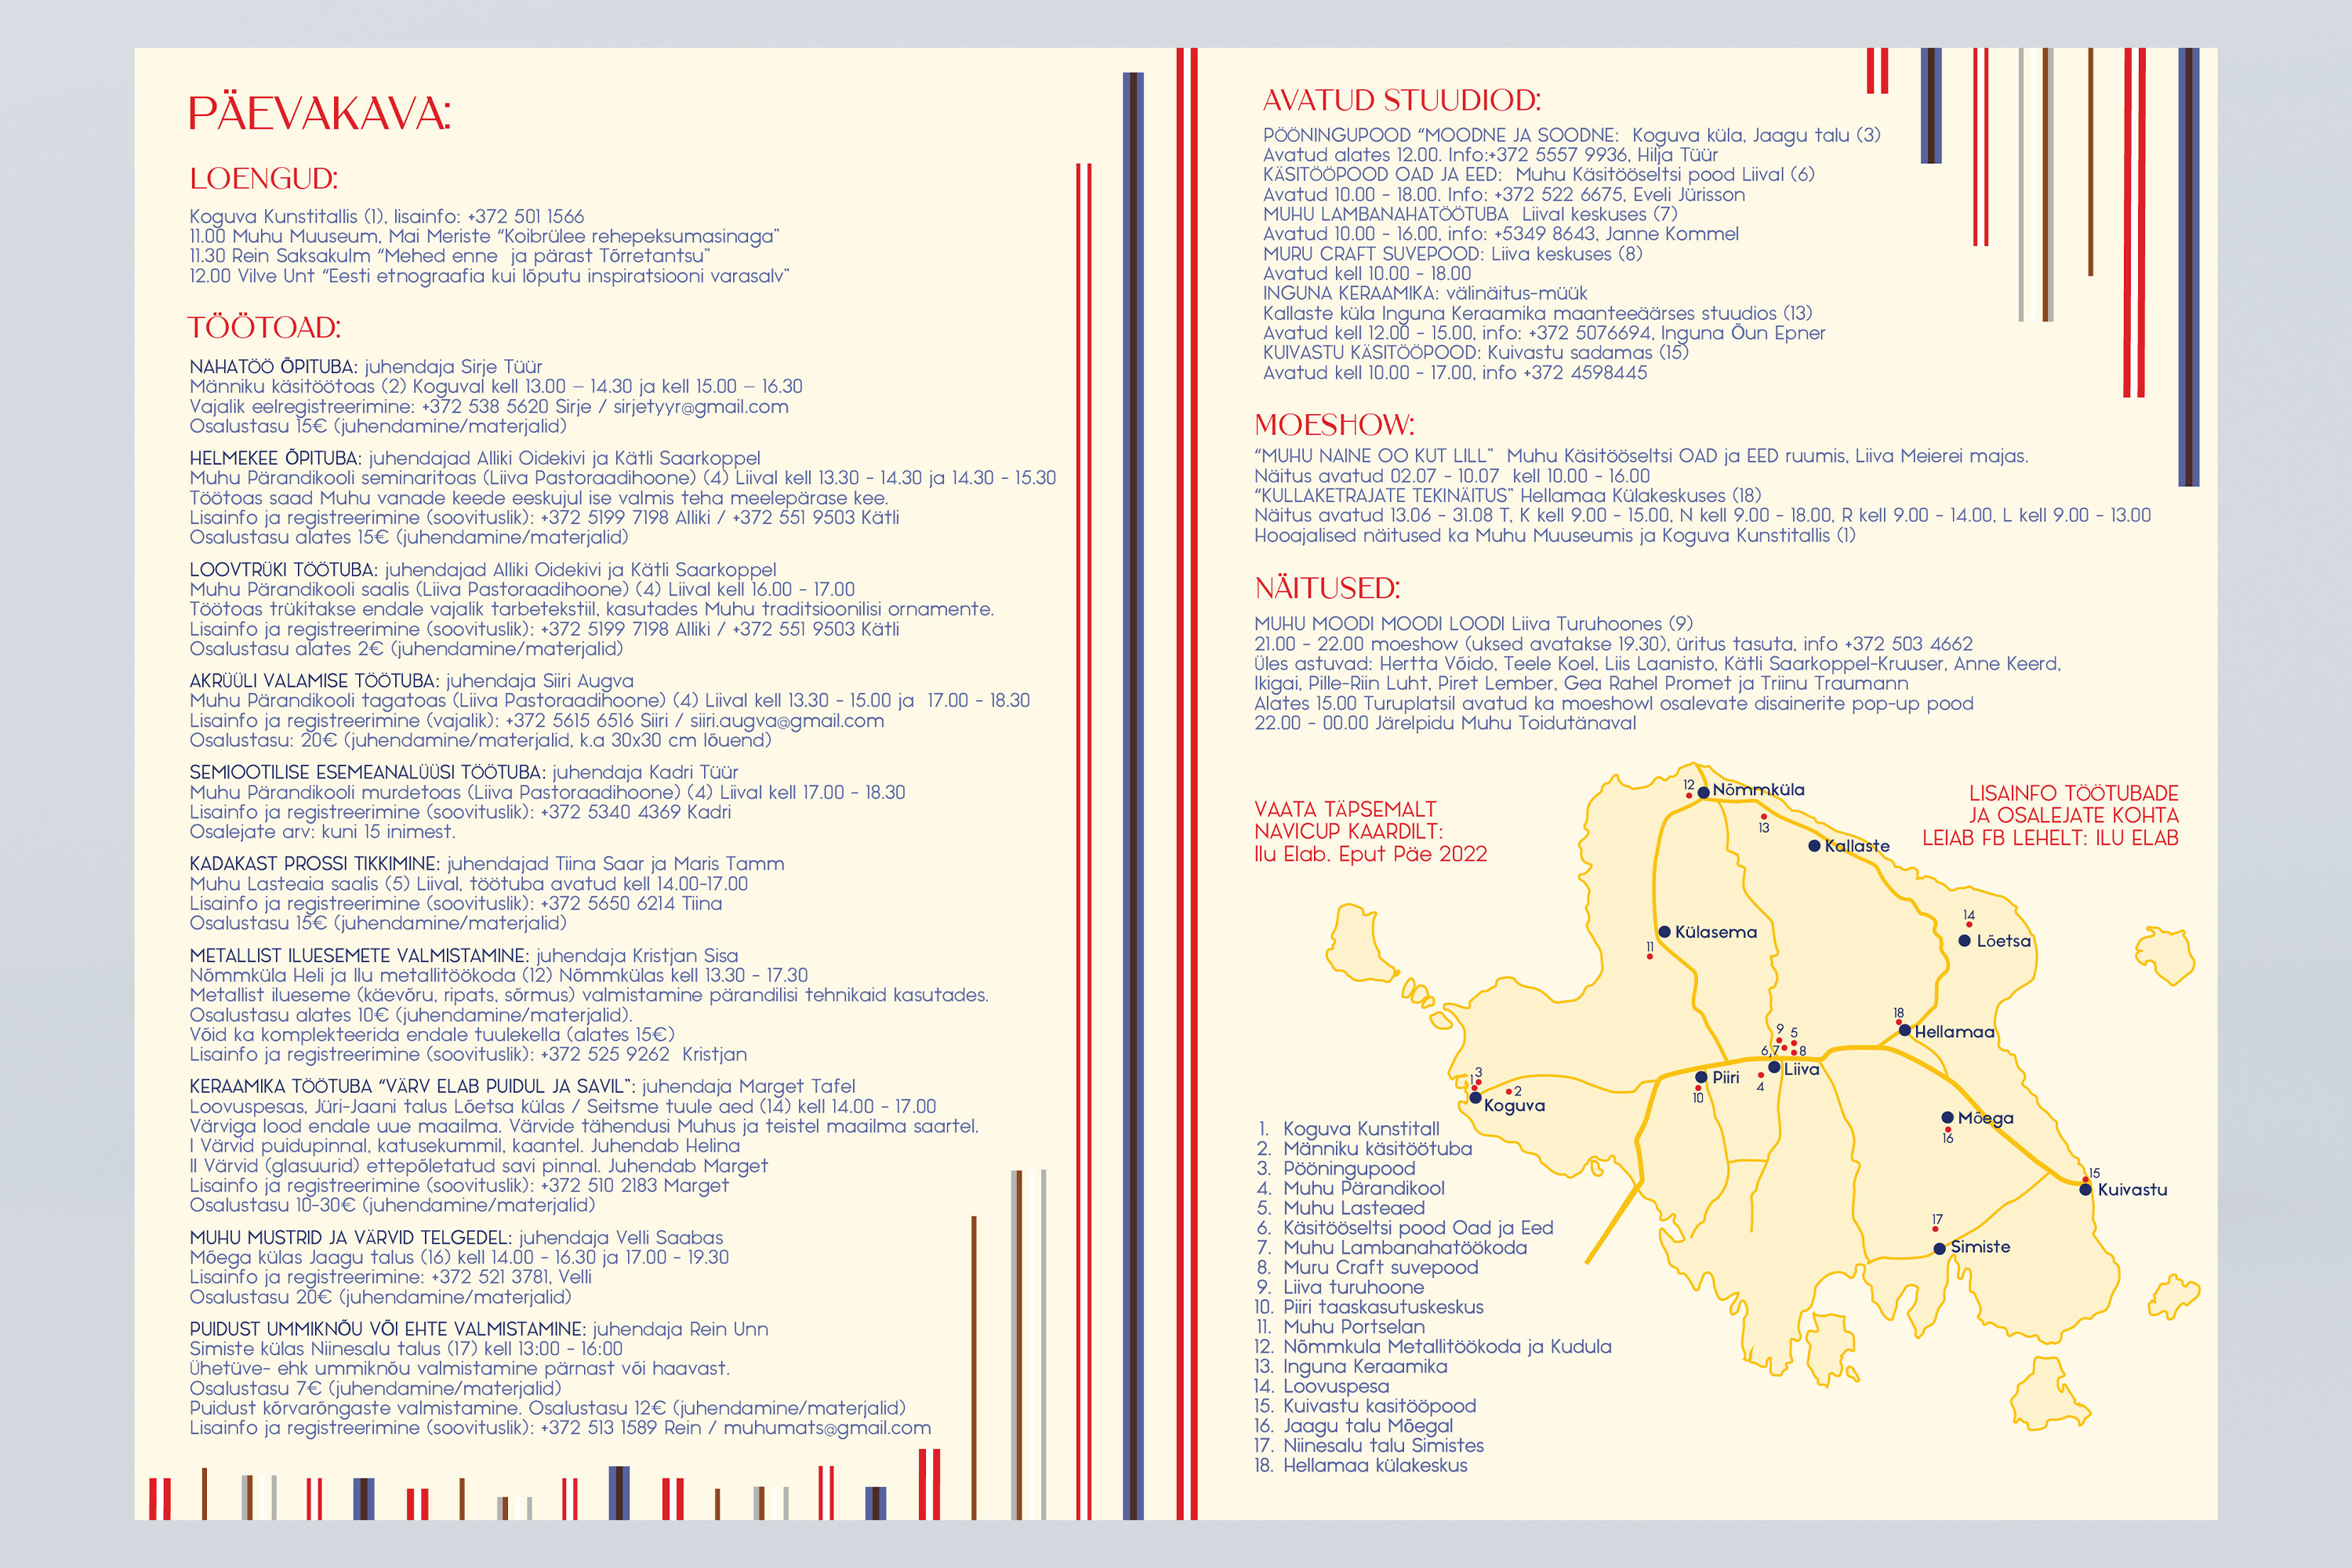 PÄEVAKAVA:
LOENGUD:
Koguva Kunstitallis (1), lisainfo: +372 501 1566
11.00 Muhu Muuseum, Mai Meriste “Koibrülee rehepeksumasinaga”
11.30 Rein Saksakulm “Mehed enne ja pärast Tõrretantsu”
12.00 Vilve Unt “Eesti etnograafia kui lõputu inspiratsiooni varasalv”
TÖÖTOAD:
NAHATÖÖ ÕPITUBA: juhendaja Sirje Tüür
Männiku käsitöötoas (2) Koguval kell 13.00 – 14.30 ja kell 15.00 – 16.30
Vajalik eelregistreerimine: +372 538 5620 Sirje / sirjetyyr@gmail.com
Osalustasu 15€ (juhendamine/materjalid)
HELMEKEE ÕPITUBA: juhendajad Alliki Oidekivi ja Kätli Saarkoppel
Muhu Pärandikooli seminaritoas (Liiva Pastoraadihoone) (4) Liival kell 13.30 - 14.30 ja 14.30 - 15.30
Töötoas saad Muhu vanade keede eeskujul ise valmis teha meelepärase kee.
Lisainfo ja registreerimine (soovituslik): +372 5199 7198 Alliki / +372 551 9503 Kätli
Osalustasu alates 15€ (juhendamine/materjalid)
LOOVTRÜKI TÖÖTUBA: juhendajad Alliki Oidekivi ja Kätli Saarkoppel
Muhu Pärandikooli saalis (Liiva Pastoraadihoone) (4) Liival kell 16.00 - 17.00
Töötoas trükitakse endale vajalik tarbetekstiil, kasutades Muhu traditsioonilisi ornamente.
Lisainfo ja registreerimine (soovituslik): +372 5199 7198 Alliki / +372 551 9503 Kätli
Osalustasu alates 2€ (juhendamine/materjalid)
AKRÜÜLI VALAMISE TÖÖTUBA: juhendaja Siiri Augva
Muhu Pärandikooli tagatoas (Liiva Pastoraadihoone) (4) Liival kell 13.30 - 15.00 ja 17.00 - 18.30
Lisainfo ja registreerimine (vajalik): +372 5615 6516 Siiri / siiri.augva@gmail.com
Osalustasu: 20€ (juhendamine/materjalid, k.a 30x30 cm lõuend)
SEMIOOTILISE ESEMEANALÜÜSI TÖÖTUBA: juhendaja Kadri Tüür
Muhu Pärandikooli murdetoas (Liiva Pastoraadihoone) (4) Liival kell 17.00 - 18.30
Lisainfo ja registreerimine (soovituslik): +372 5340 4369 Kadri
Osalejate arv: kuni 15 inimest.
KADAKAST PROSSI TIKKIMINE: juhendajad Tiina Saar ja Maris Tamm
Muhu Lasteaia saalis (5) Liival, töötuba avatud kell 14.00-17.00
Lisainfo ja registreerimine (soovituslik): +372 5650 6214 Tiina
Osalustasu 15€ (juhendamine/materjalid)
METALLIST ILUESEMETE VALMISTAMINE: juhendaja Kristjan Sisa
Nõmmküla Heli ja Ilu metallitöökoda (12) Nõmmkülas kell 13.30 - 17.30
Metallist ilueseme (käevõru, ripats, sõrmus) valmistamine pärandilisi tehnikaid kasutades.
Osalustasu alates 10€ (juhendamine/materjalid).
Võid ka komplekteerida endale tuulekella (alates 15€)
Lisainfo ja registreerimine (soovituslik): +372 525 9262 Kristjan
KERAAMIKA TÖÖTUBA “VÄRV ELAB PUIDUL JA SAVIL”: juhendaja Marget Tafel
Loovuspesas, Jüri-Jaani talus Lõetsa külas / Seitsme tuule aed (14) kell 14.00 - 17.00
Värviga lood endale uue maailma. Värvide tähendusi Muhus ja teistel maailma saartel.
I Värvid puidupinnal, katusekummil, kaantel. Juhendab Helina
II Värvid (glasuurid) ettepõletatud savi pinnal. Juhendab Marget
Lisainfo ja registreerimine (soovituslik): +372 510 2183 Marget
Osalustasu 10-30€ (juhendamine/materjalid)
MUHU MUSTRID JA VÄRVID TELGEDEL: juhendaja Velli Saabas
Mõega külas Jaagu talus (16) kell 14.00 - 16.30 ja 17.00 - 19.30
Lisainfo ja registreerimine: +372 521 3781, Velli
Osalustasu 20€ (juhendamine/materjalid)
PUIDUST UMMIKNÕU VÕI EHTE VALMISTAMINE: juhendaja Rein Unn
Simiste külas Niinesalu talus (17) kell 13:00 - 16:00
Ühetüve- ehk ummiknõu valmistamine pärnast või haavast.
Osalustasu 7€ (juhendamine/materjalid)
Puidust kõrvarõngaste valmistamine. Osalustasu 12€ (juhendamine/materjalid)
Lisainfo ja registreerimine (soovituslik): +372 513 1589 Rein / muhumats@gmail.com
AVATUD STUUDIOD:
PÖÖNINGUPOOD “MOODNE JA SOODNE: Koguva küla, Jaagu talu (3)
Avatud alates 12.00. Info:+372 5557 9936, Hilja Tüür
KÄSITÖÖPOOD OAD JA EED: Muhu Käsitööseltsi pood Liival (6)
Avatud 10.00 - 18.00. Info: +372 522 6675, Eveli Jürisson
MUHU LAMBANAHATÖÖTUBA Liival keskuses (7)
Avatud 10.00 - 16.00, info: +5349 8643, Janne Kommel
MURU CRAFT SUVEPOOD: Liiva keskuses (8)
Avatud kell 10.00 - 18.00
INGUNA KERAAMIKA: välinäitus-müük
Kallaste küla Inguna Keraamika maanteeäärses stuudios (13)
Avatud kell 12.00 - 15.00, info: +372 5076694, Inguna Õun Epner
KUIVASTU KÄSITÖÖPOOD: Kuivastu sadamas (15)
Avatud kell 10.00 - 17.00, info +372 4598445
MOESHOW:
“MUHU NAINE OO KUT LILL” Muhu Käsitööseltsi OAD ja EED ruumis, Liiva Meierei majas.
Näitus avatud 02.07 - 10.07 kell 10.00 - 16.00
“KULLAKETRAJATE TEKINÄITUS” Hellamaa Külakeskuses (18)
Näitus avatud 13.06 - 31.08 T, K kell 9.00 - 15.00, N kell 9.00 - 18.00, R kell 9.00 - 14.00, L kell 9.00 - 13.00
Hooajalised näitused ka Muhu Muuseumis ja Koguva Kunstitallis (1)
NÄITUSED:
MUHU MOODI MOODI LOODI Liiva Turuhoones (9)
21.00 - 22.00 moeshow (uksed avatakse 19.30), üritus tasuta, info +372 503 4662
Üles astuvad: Hertta Võido, Teele Koel, Liis Laanisto, Kätli Saarkoppel-Kruuser, Anne Keerd,
Ikigai, Pille-Riin Luht, Piret Lember, Gea Rahel Promet ja Triinu Traumann
Alates 15.00 Turuplatsil avatud ka moeshowl osalevate disainerite pop-up pood
22.00 - 00.00 Järelpidu Muhu Toidutänaval
VAATA TÄPSEMALT
NAVICUP KAARDILT:
Ilu Elab. Eput Päe 2022
LISAINFO TÖÖTUBADE
JA OSALEJATE KOHTA
LEIAB FB LEHELT: ILU ELAB
12 Nõmmküla
13
Kallaste
14
Lõetsa
Külasema
11
18
Hellamaa
9 5
6,7 8
Liiva
4
Piiri
10
3
1
2
Koguva
Mõega
16
15
Kuivastu
17
Simiste
1. Koguva Kunstitall
2. Männiku käsitöötuba
3. Pööningupood
4. Muhu Pärandikool
5. Muhu Lasteaed
6. Käsitööseltsi pood Oad ja Eed
7. Muhu Lambanahatöökoda
8. Muru Craft suvepood
9. Liiva turuhoone
10. Piiri taaskasutuskeskus
11. Muhu Portselan
12. Nõmmkula Metallitöökoda ja Kudula
13. Inguna Keraamika
14. Loovuspesa
15. Kuivastu kasitööpood
16. Jaagu talu Mõegal
17. Niinesalu talu Simistes
18. Hellamaa külakeskus